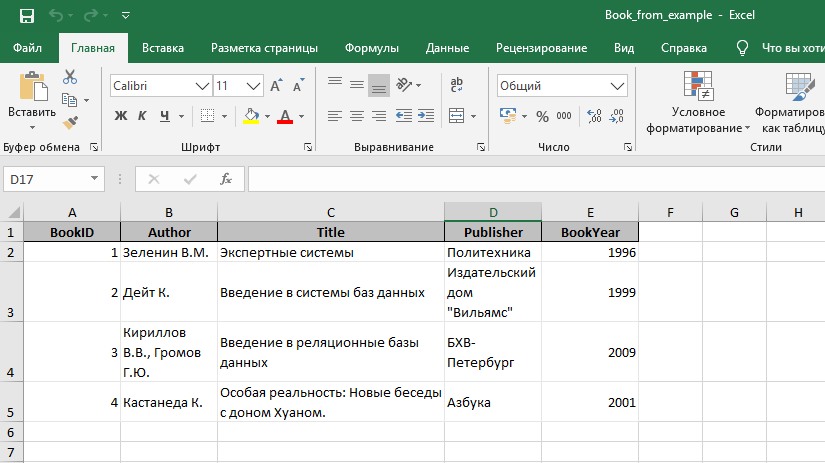 Book_from_example - Excel
Файл Главная Вставка Разметка страницы Формулы Данные Рецензирование Вид Справка Что вы хоти
Calibri 11 ab c Общий
Вставить Ж К Ч А % 000 Условное форматирование Форматиров как таблицу
Буфер обмена Шрифт Выравнивание Число Стили
D17 fx
A B C D E F G H
1 BookID Author Title Publisher BookYear
2 1 Зеленин В.М. Экспертные системы Политехника 1996
3 2 Дейт К. Введение в системы баз данных Издательский дом "Вильямс" 1999
4 3 Кириллов В.В., Громов Г.Ю. Введение в реляционные базы данных БХВ-Петербург 2009
5 4 Кастанеда К. Особая реальность: Новые беседы с доном Хуаном. Азбука 2001
6
7